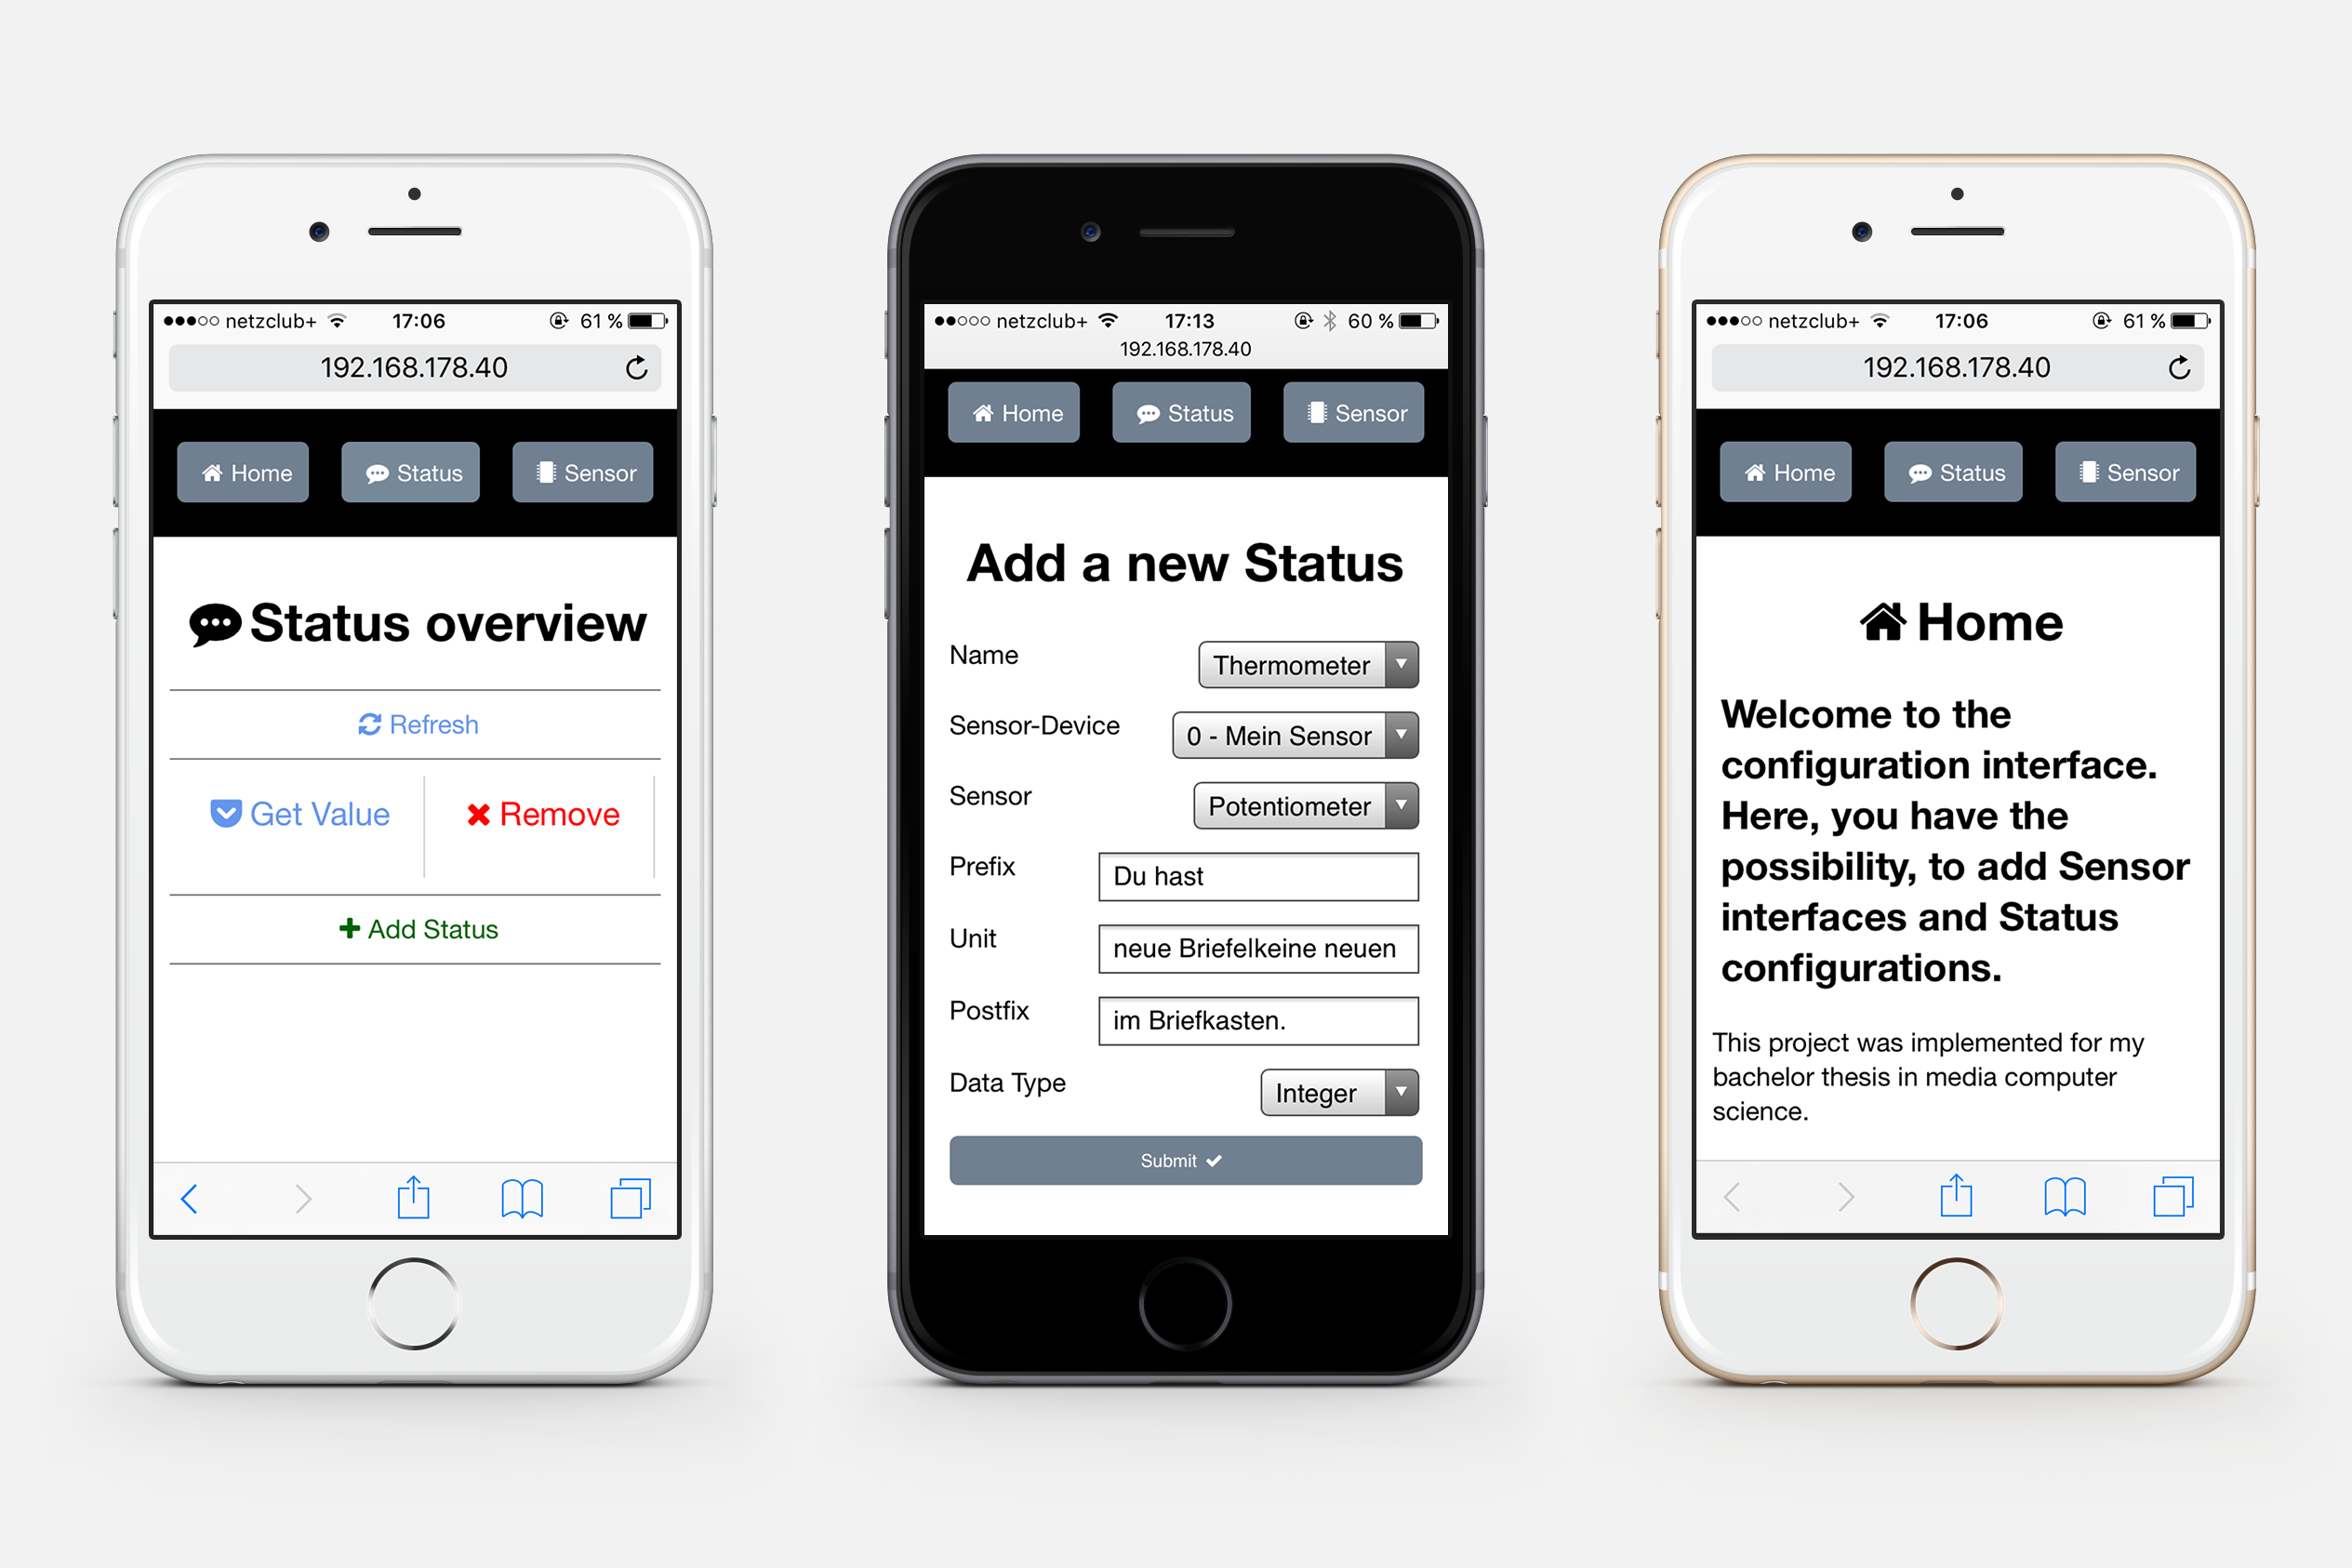 netzclub+ 17:06 61 %
192.168.178.40
Home Status Sensor
Status overview
Refresh
Get Value Remove
Add Status
netzclub+ 17:13 60 %
192.168.178.40
Home Status Sensor
Add a new Status
Name Thermometer
Sensor-Device 0 - Mein Sensor
Sensor Potentiometer
Prefix Du hast
Unit neue Briefelkeine neuen
Postfix im Briefkasten.
Data Type Integer
Submit
netzclub+ 17:06 61 %
192.168.178.40
Home Status Sensor
Home
Welcome to the
configuration interface.
Here, you have the
possibility, to add Sensor
interfaces and Status
configurations.
This project was implemented for my
bachelor thesis in media computer
science.